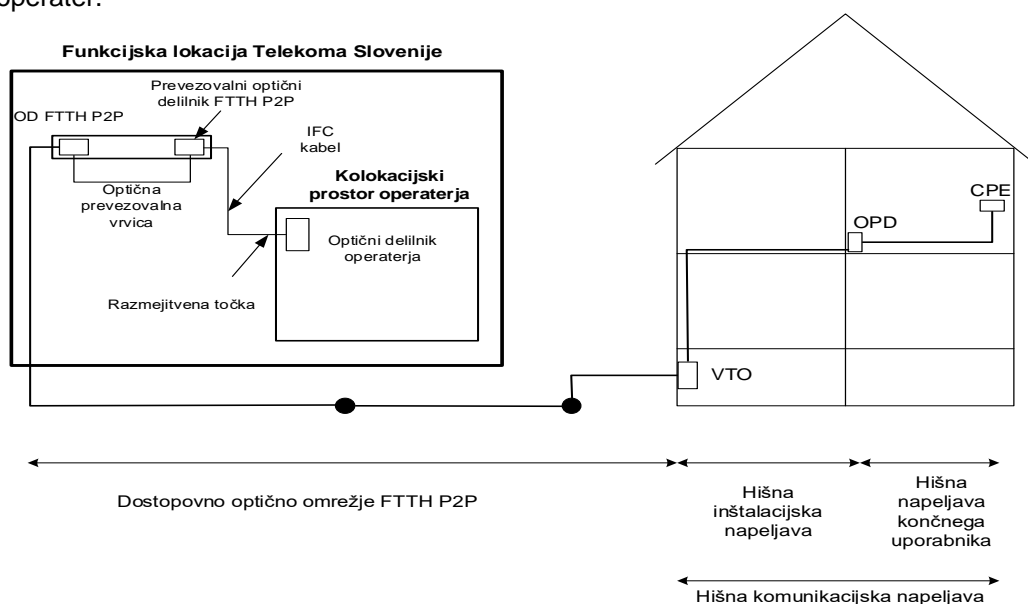 operater.
Funkcijska lokacija Telekoma Slovenije
Prevezovalni optični
delilnik FTTH P2P
OD FTTH P2P
IFC
kabel
Optična
prevezovalna
vrvica
Kolokacijski
prostor operaterja
Optični delilnik
operaterja
Razmejitvena točka
CPE
OPD
VTO
Dostopovno optično omrežje FTTH P2P
Hišna
inštalacijska
napeljava
Hišna
napeljava
končnega
uporabnika
Hišna komunikacijska napeljava